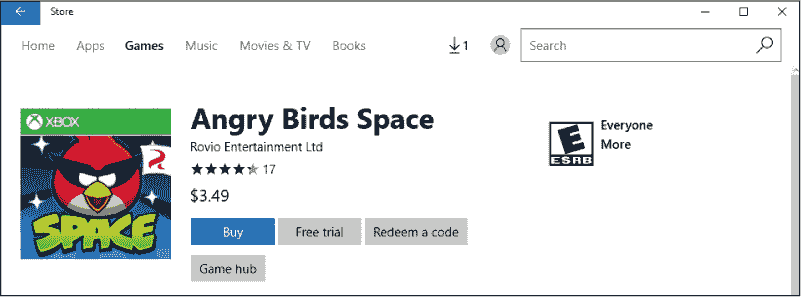 Store
Home Apps Games Music Movies & TV Books 1 Search
XBOX
SPACE
Angry Birds Space
Rovio Entertainment Ltd
17
$3.49
Buy Free trial Redeem a code
Game hub
E
ESRB
Everyone
More